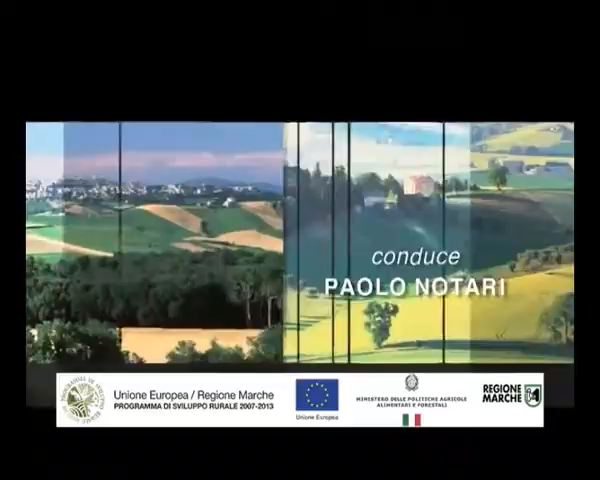 conduce
PAOLO NOTARI
Unione Europea / Regione Marche
PROGRAMMA DI SVILUPPO RURALE 2007-2013
Unione Europea
MINISTERO DELLE POLITICHE AGRICOLE
ALIMENTARI E FORESTALI
REGIONE
MARCHE